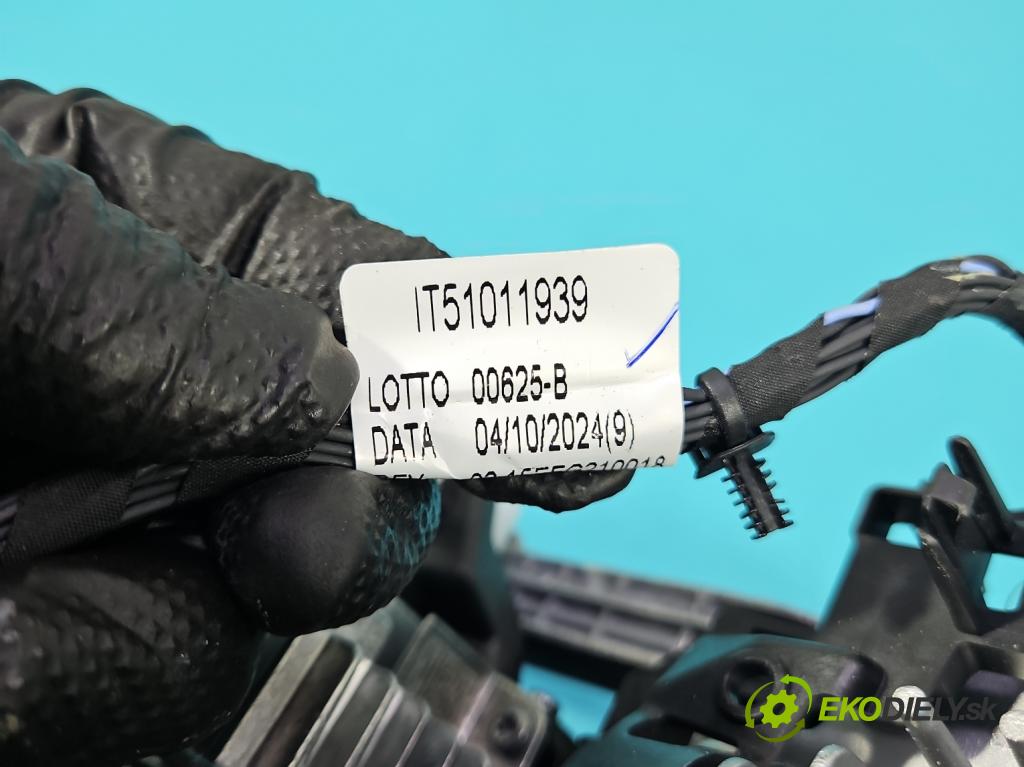 IT51011939
LOTTO 00625-B
DATA 04/10/2024(9)
EKODIELY.sk